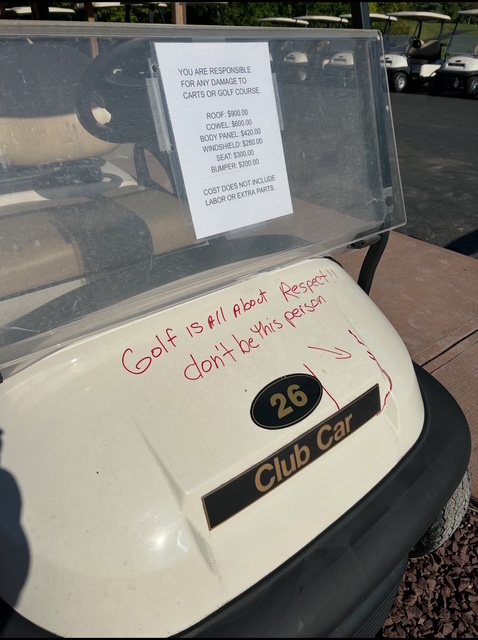 YOU ARE RESPONSIBLE
FOR ANY DAMAGE TO
CARTS OR GOLF COURSE.
ROOF: $900.00
COWEL: $600.00
BODY PANEL: $420.00
WINDSHIELD: $280.00
SEAT: $300.00
BUMPER: $200.00
COST DOES NOT INCLUDE
LABOR OR EXTRA PARTS.
Golf is All About Respect!!
don't be this person
26
Club Car